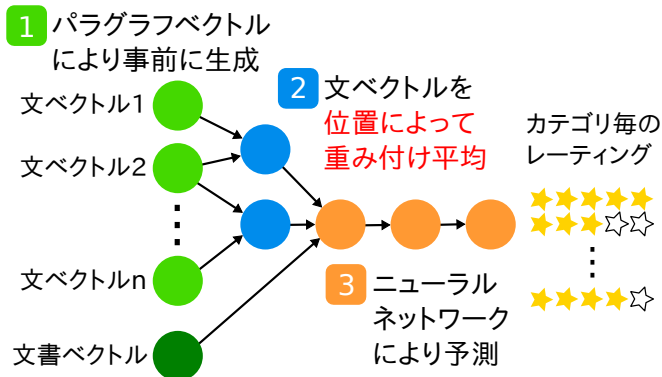 1 パラグラフベクトル
により事前に生成
文ベクトル1
文ベクトル2
文ベクトルn
文書ベクトル
2 文ベクトルを
位置によって
重み付け平均
3 ニューラル
ネットワーク
により予測
カテゴリ毎の
レーティング